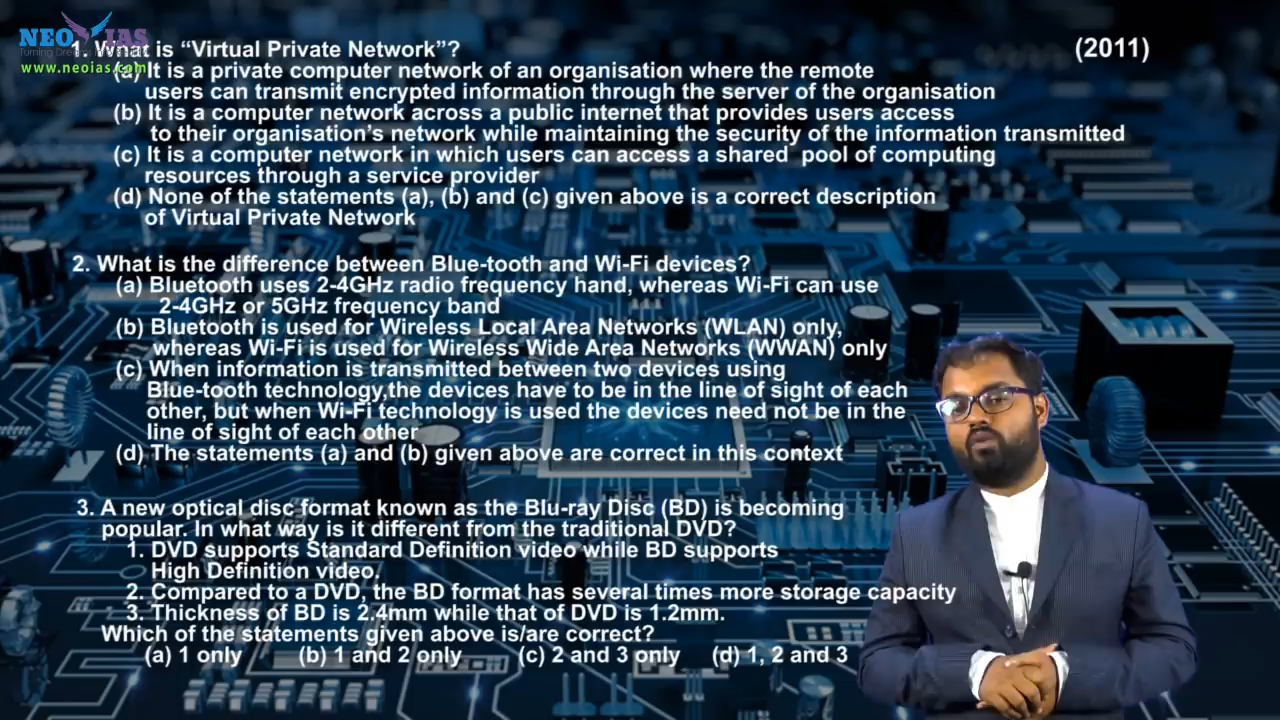 NEO IAS
www.neoias.com
1. What is “Virtual Private Network”? (2011)
(a) It is a private computer network of an organisation where the remote
users can transmit encrypted information through the server of the organisation
(b) It is a computer network across a public internet that provides users access
to their organisation’s network while maintaining the security of the information transmitted
(c) It is a computer network in which users can access a shared pool of computing
resources through a service provider
(d) None of the statements (a), (b) and (c) given above is a correct description
of Virtual Private Network
2. What is the difference between Blue-tooth and Wi-Fi devices?
(a) Bluetooth uses 2-4GHz radio frequency hand, whereas Wi-Fi can use
2-4GHz or 5GHz frequency band
(b) Bluetooth is used for Wireless Local Area Networks (WLAN) only,
whereas Wi-Fi is used for Wireless Wide Area Networks (WWAN) only
(c) When information is transmitted between two devices using
Blue-tooth technology,the devices have to be in the line of sight of each
other, but when Wi-Fi technology is used the devices need not be in the
line of sight of each other
(d) The statements (a) and (b) given above are correct in this context
3. A new optical disc format known as the Blu-ray Disc (BD) is becoming
popular. In what way is it different from the traditional DVD?
1. DVD supports Standard Definition video while BD supports
High Definition video.
2. Compared to a DVD, the BD format has several times more storage capacity
3. Thickness of BD is 2.4mm while that of DVD is 1.2mm.
Which of the statements given above is/are correct?
(a) 1 only (b) 1 and 2 only (c) 2 and 3 only (d) 1, 2 and 3